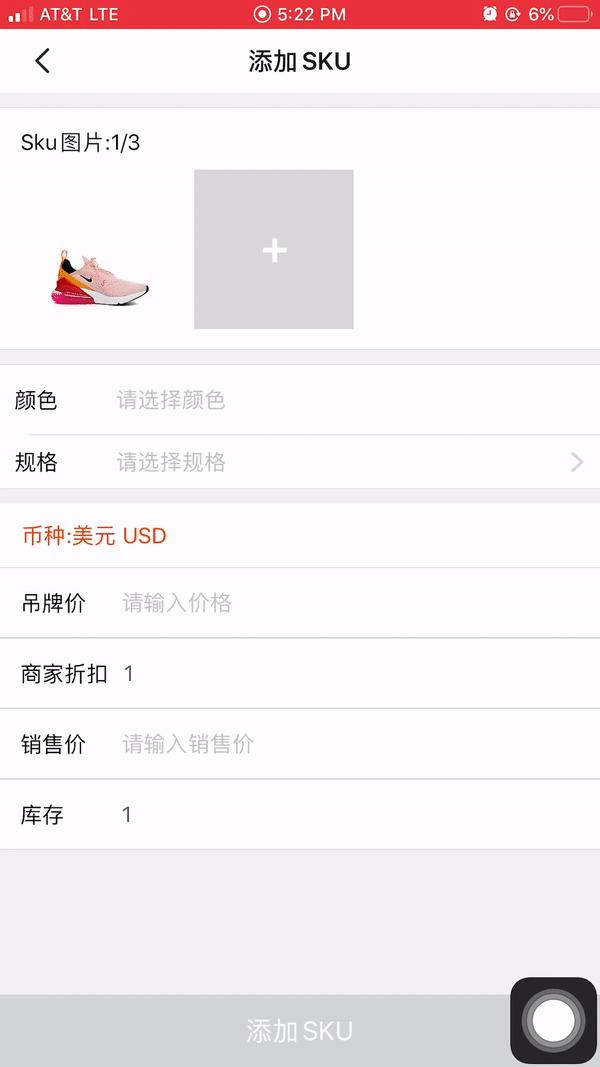 AT&T LTE 5:22 PM 6%
添加SKU
Sku图片:1/3
颜色 请选择颜色
规格 请选择规格
币种:美元 USD
吊牌价 请输入价格
商家折扣 1
销售价 请输入销售价
库存 1
添加SKU